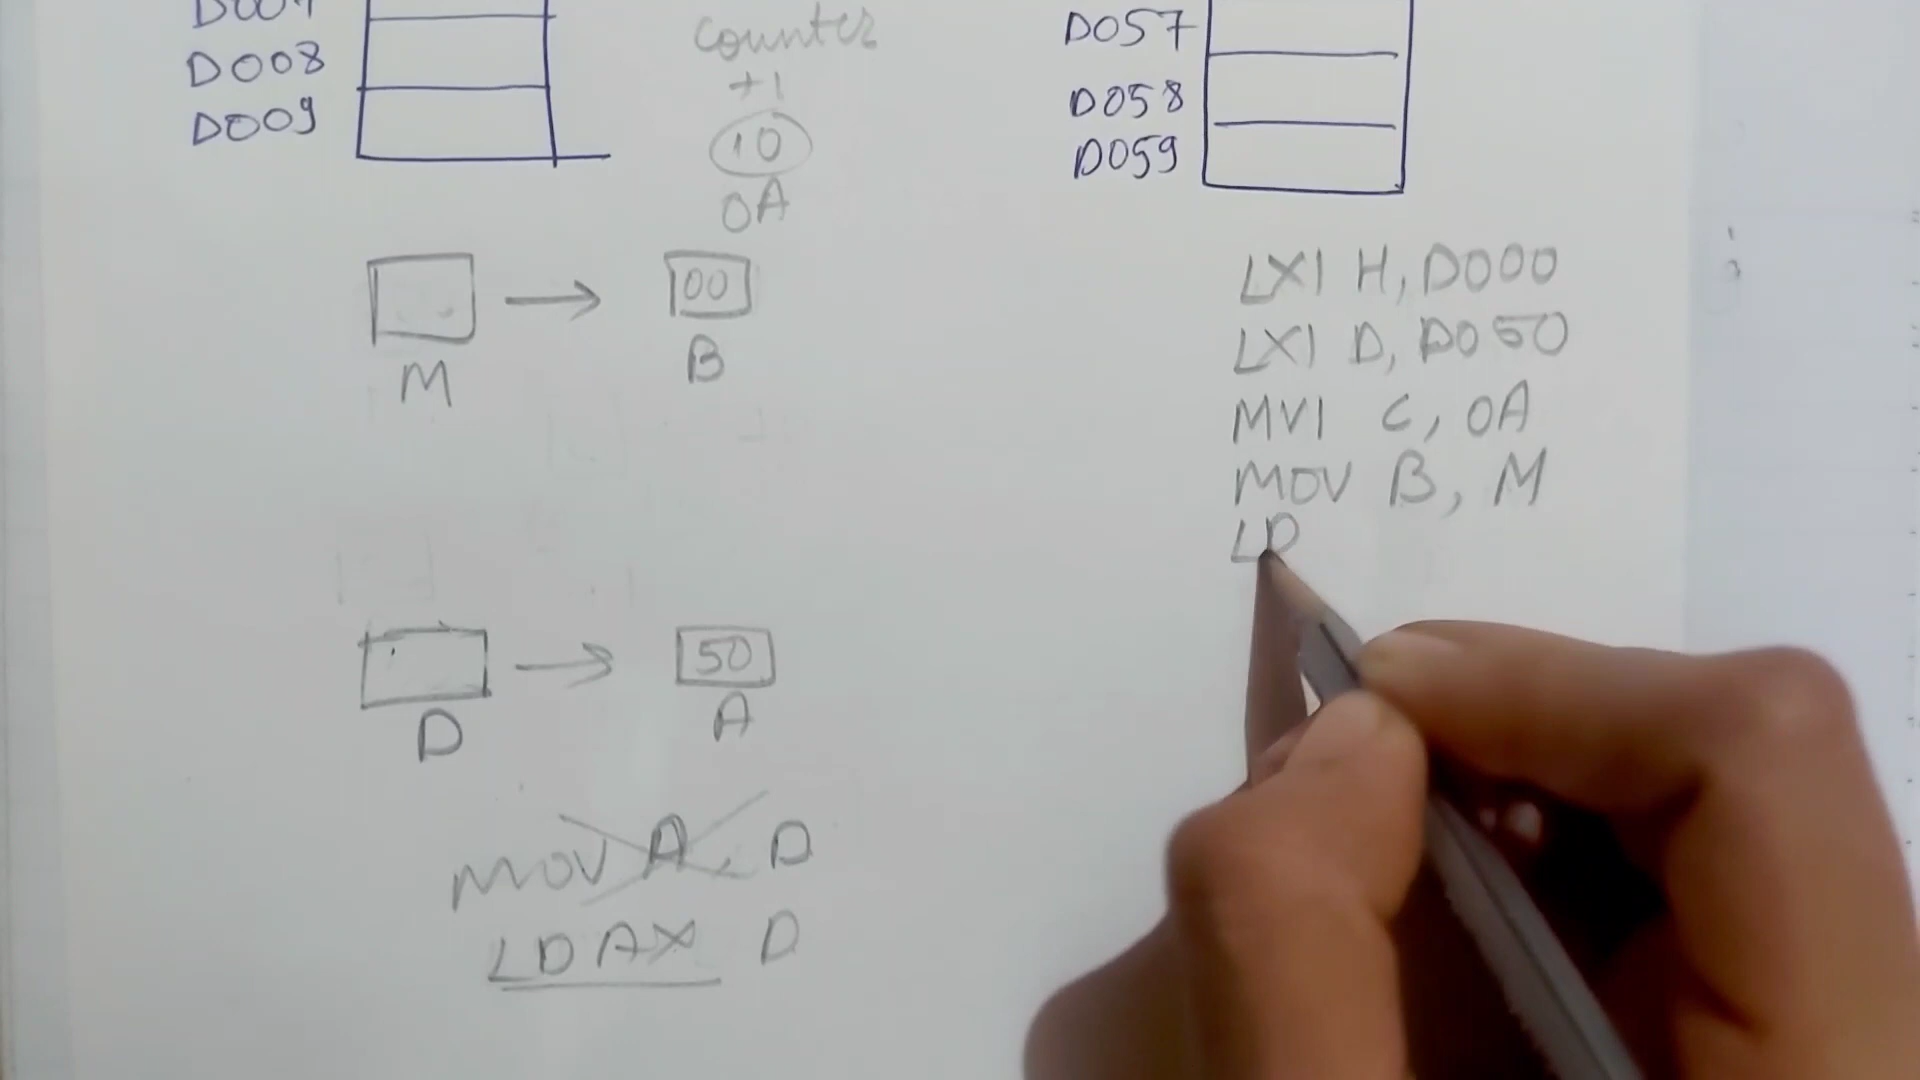 D007
D008
D009
counter
+1
10
0A
D057
D058
D059
00
M
B
LXI H, D000
LXI D, D050
MVI C, 0A
MOV B, M
LD
50
D
A
MOV A, D
LDAX D